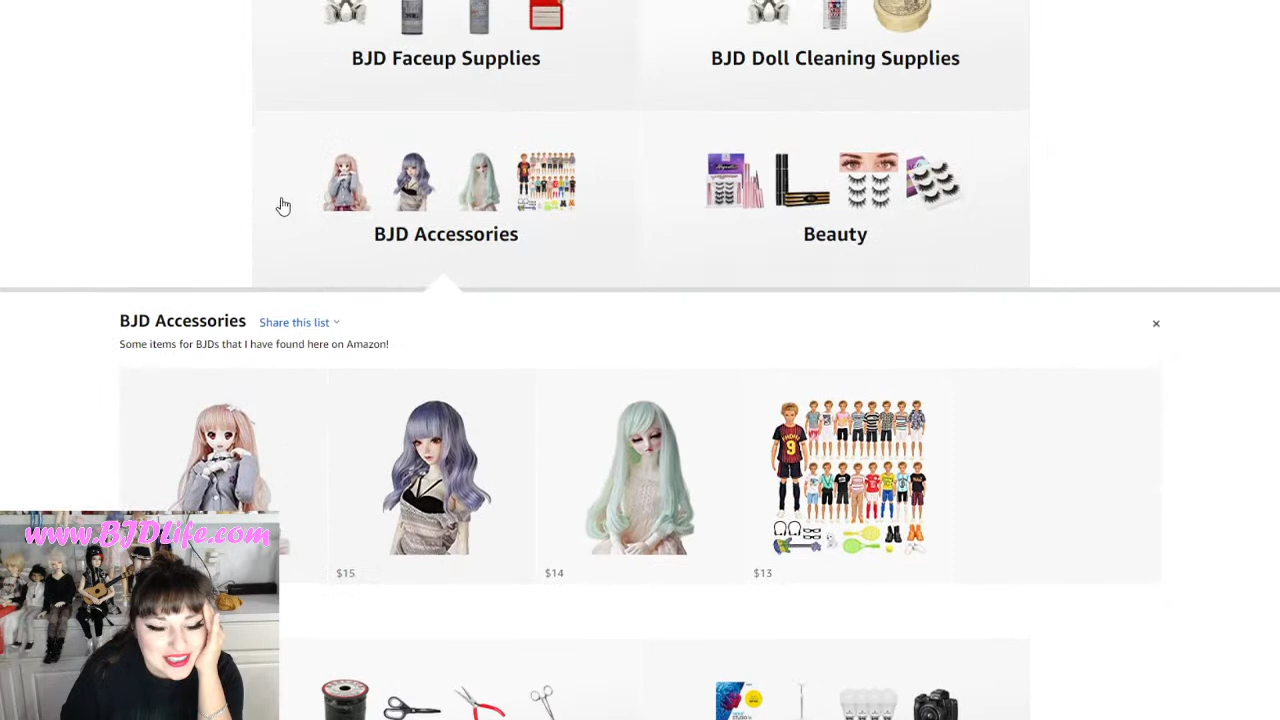 BJD Faceup Supplies
BJD Doll Cleaning Supplies
BJD Accessories
Beauty
BJD Accessories
Share this list
Some items for BJDs that I have found here on Amazon!
$15
$14
$13
www.BJDLife.com
9